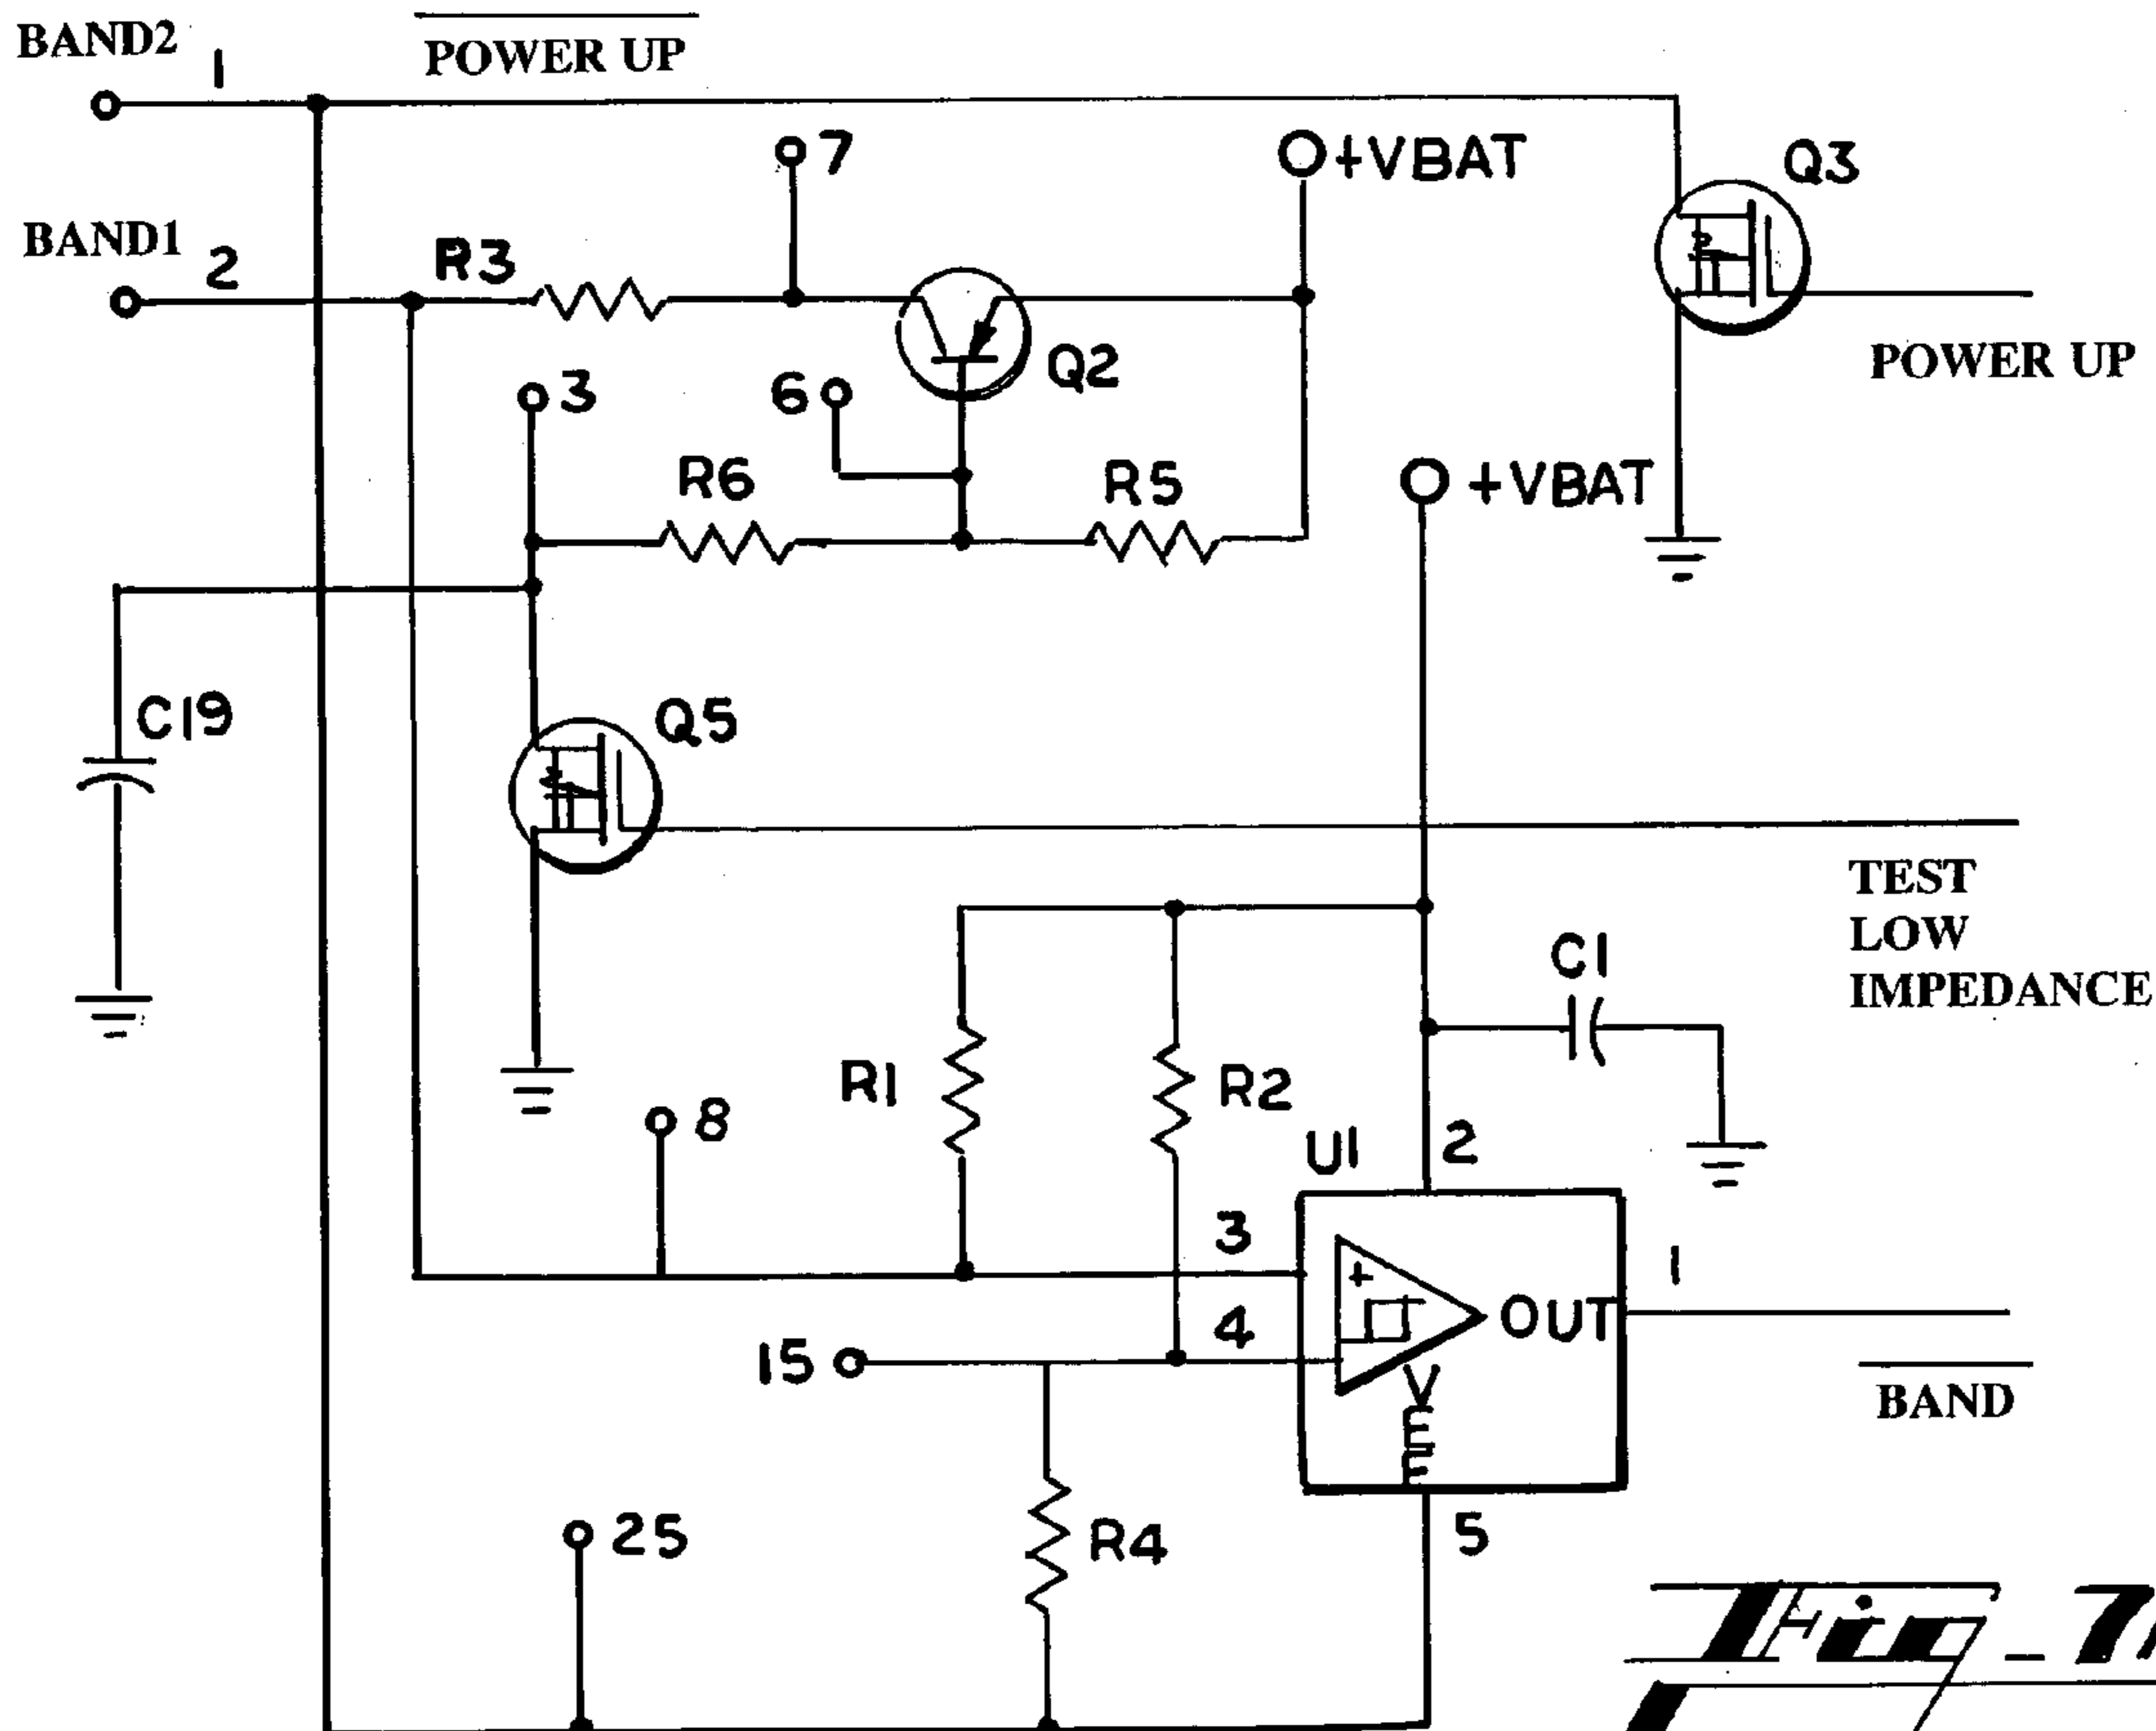 BAND2
1
POWER UP
7
+VBAT
Q3
BAND1
2
R3
Q2
POWER UP
3
6
R6
R5
+VBAT
C19
Q5
TEST
LOW
IMPEDANCE
C1
R1
R2
8
U1
2
3
+
4
OUT
1
15
VEE
BAND
25
R4
5